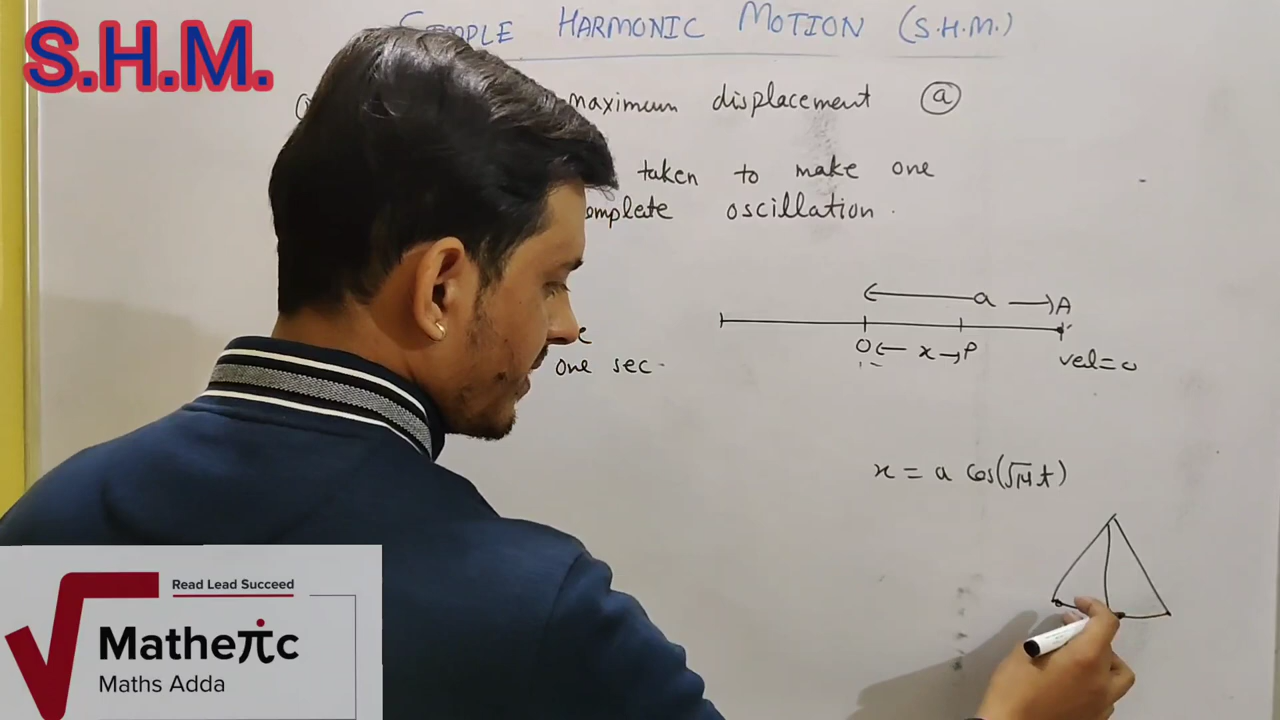 S.H.M.
HARMONIC MOTION (S.H.M.)
maximum displacement a
taken to make one
oscillation.
a A
O x P
vel=0
one sec.
x = a cos(√μt)
Read Lead Succeed
Matheπc
Maths Adda